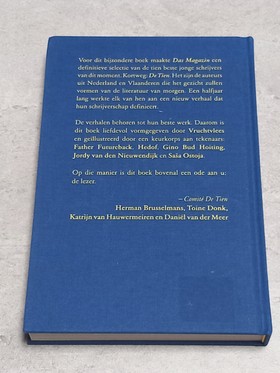 Voor dit bijzondere boek maakte Das Magazin een
definitieve selectie van de tien beste jonge schrijvers
van dit moment. Kortweg: De Tien. Het zijn de auteurs
uit Nederland en Vlaanderen die het gezicht zullen
vormen van de literatuur van morgen. Een halfjaar
lang werkte elk van hen aan een nieuw verhaal dat
hun schrijverschap definieert.
De verhalen behoren tot hun beste werk. Daarom is
dit boek liefdevol vormgegeven door Vruchtvlees
en geïllustreerd door een keurkorps aan tekenaars:
Father Futureback, Hedof, Gino Bud Hoiting,
Jordy van den Nieuwendijk en Saša Ostoja.
Op die manier is dit boek bovenal een ode aan u:
de lezer.
– Comité De Tien
Herman Brusselmans, Toine Donk,
Katrijn van Hauwermeiren en Daniël van der Meer